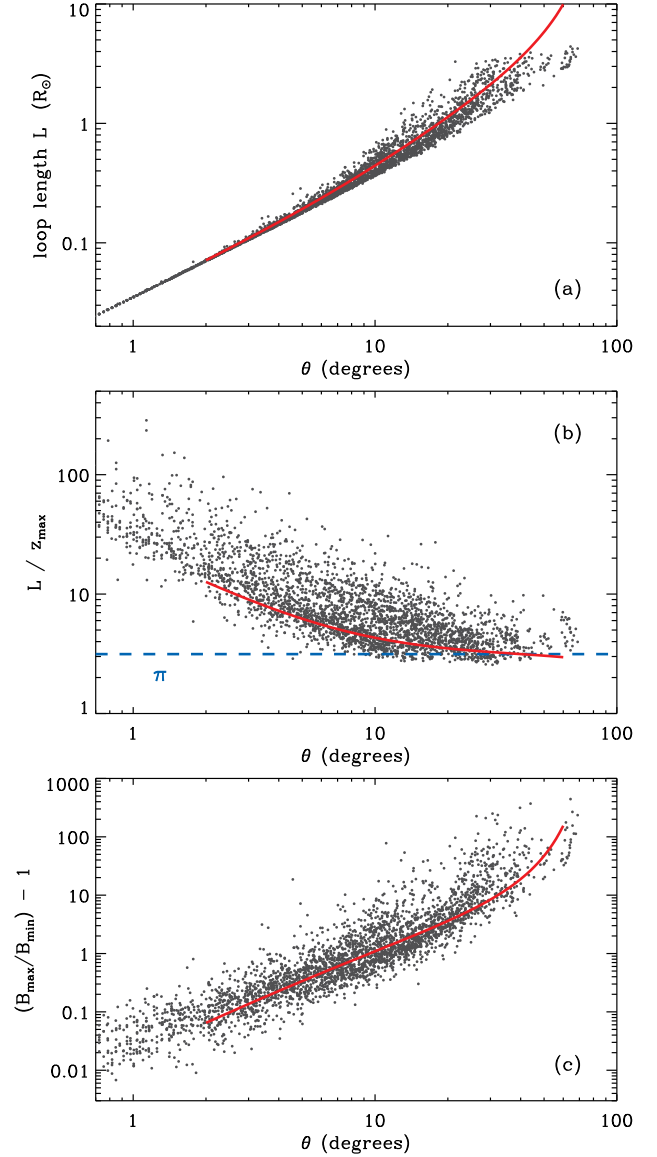 10
1
0.1
loop length L (R⊙)
(a)
1 10 100
θ (degrees)
100
10
1
L / zmax
(b)
π
1 10 100
θ (degrees)
1000
100
10
1
0.1
0.01
(Bmax/Bmin) − 1
(c)
1 10 100
θ (degrees)